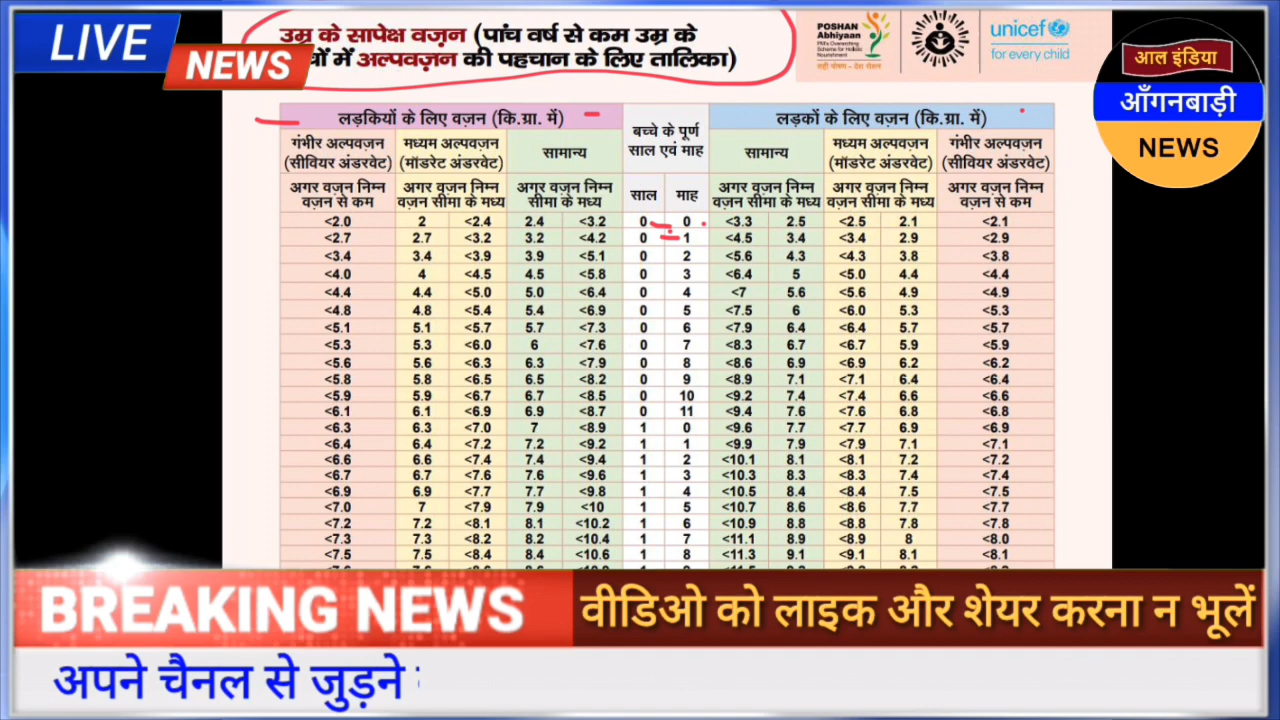 LIVE
NEWS
उम्र के सापेक्ष वज़न (पांच वर्ष से कम उम्र के
में अल्पवज़न की पहचान के लिए तालिका)
POSHAN
Abhiyaan
PM's Overarching
Scheme for Holistic
Nourishment
सही पोषण - देश रोशन
unicef
for every child
आल इंडिया
आँगनबाड़ी
NEWS
लड़कियों के लिए वज़न (कि.ग्रा. में) बच्चे के पूर्ण साल एवं माह लड़कों के लिए वज़न (कि.ग्रा. में)
गंभीर अल्पवज़न (सीवियर अंडरवेट) मध्यम अल्पवज़न (मॉडरेट अंडरवेट) सामान्य सामान्य मध्यम अल्पवज़न (मॉडरेट अंडरवेट) गंभीर अल्पवज़न (सीवियर अंडरवेट)
अगर वज़न निम्न वज़न से कम अगर वज़न निम्न वज़न सीमा के मध्य अगर वज़न निम्न सीमा के मध्य साल माह अगर वज़न निम्न वज़न सीमा के मध्य अगर वज़न निम्न वज़न सीमा के मध्य अगर वज़न निम्न वज़न से कम
<2.0 2 <2.4 2.4 <3.2 0 0 <3.3 2.5 <2.5 2.1 <2.1
<2.7 2.7 <3.2 3.2 <4.2 0 1 <4.5 3.4 <3.4 2.9 <2.9
<3.4 3.4 <3.9 3.9 <5.1 0 2 <5.6 4.3 <4.3 3.8 <3.8
<4.0 4 <4.5 4.5 <5.8 0 3 <6.4 5 <5.0 4.4 <4.4
<4.4 4.4 <5.0 5.0 <6.4 0 4 <7 5.6 <5.6 4.9 <4.9
<4.8 4.8 <5.4 5.4 <6.9 0 5 <7.5 6 <6.0 5.3 <5.3
<5.1 5.1 <5.7 5.7 <7.3 0 6 <7.9 6.4 <6.4 5.7 <5.7
<5.3 5.3 <6.0 6 <7.6 0 7 <8.3 6.7 <6.7 5.9 <5.9
<5.6 5.6 <6.3 6.3 <7.9 0 8 <8.6 6.9 <6.9 6.2 <6.2
<5.8 5.8 <6.5 6.5 <8.2 0 9 <8.9 7.1 <7.1 6.4 <6.4
<5.9 5.9 <6.7 6.7 <8.5 0 10 <9.2 7.4 <7.4 6.6 <6.6
<6.1 6.1 <6.9 6.9 <8.7 0 11 <9.4 7.6 <7.6 6.8 <6.8
<6.3 6.3 <7.0 7 <8.9 1 0 <9.6 7.7 <7.7 6.9 <6.9
<6.4 6.4 <7.2 7.2 <9.2 1 1 <9.9 7.9 <7.9 7.1 <7.1
<6.6 6.6 <7.4 7.4 <9.4 1 2 <10.1 8.1 <8.1 7.2 <7.2
<6.7 6.7 <7.6 7.6 <9.6 1 3 <10.3 8.3 <8.3 7.4 <7.4
<6.9 6.9 <7.7 7.7 <9.8 1 4 <10.5 8.4 <8.4 7.5 <7.5
<7.0 7 <7.9 7.9 <10 1 5 <10.7 8.6 <8.6 7.7 <7.7
<7.2 7.2 <8.1 8.1 <10.2 1 6 <10.9 8.8 <8.8 7.8 <7.8
<7.3 7.3 <8.2 8.2 <10.4 1 7 <11.1 8.9 <8.9 8 <8.0
<7.5 7.5 <8.4 8.4 <10.6 1 8 <11.3 9.1 <9.1 8.1 <8.1
BREAKING NEWS
वीडिओ को लाइक और शेयर करना न भूलें
अपने चैनल से जुड़ने